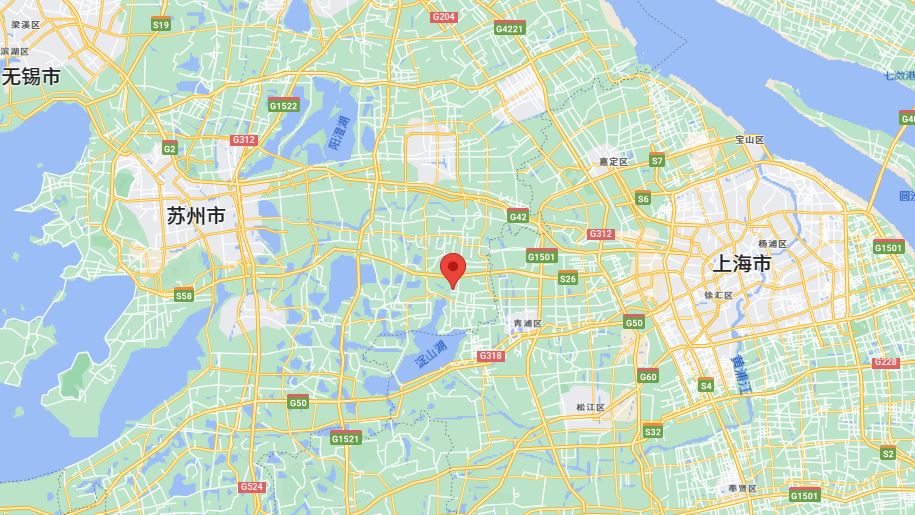 G204
梁溪区
S19
G4221
滨湖区
无锡市
七效港
G1522
阳澄湖
G312
G2
宝山区
嘉定区
S7
S6
苏州市
G42
G312
杨浦区
G1501
G1501
上海市
S26
S58
徐汇区
青浦区
G50
淀山湖
G318
黄浦江
G228
G60
S4
G50
松江区
G1521
S32
S2
G524
奉贤区
G1501